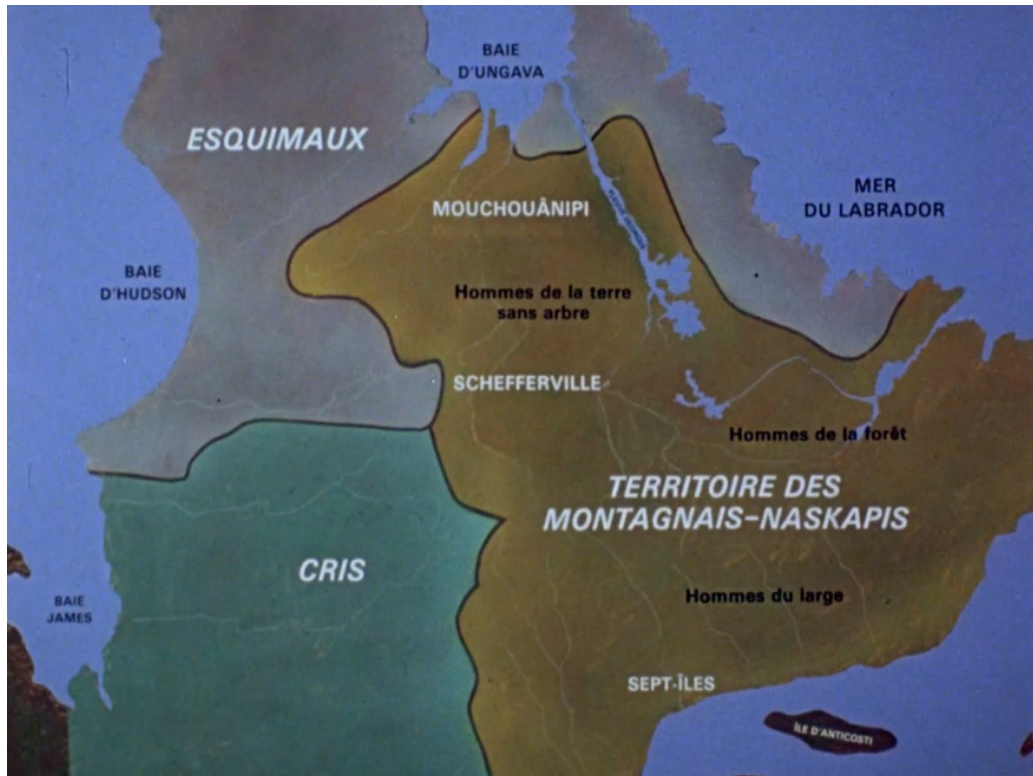 BAIE
D'UNGAVA
ESQUIMAUX
MER
DU LABRADOR
MOUCHOUÂNIPI
BAIE
D'HUDSON
Hommes de la terre
sans arbre
SCHEFFERVILLE
Hommes de la forêt
TERRITOIRE DES
MONTAGNAIS-NASKAPIS
CRIS
Hommes du large
BAIE
JAMES
SEPT-ÎLES
ÎLE D'ANTICOSTI